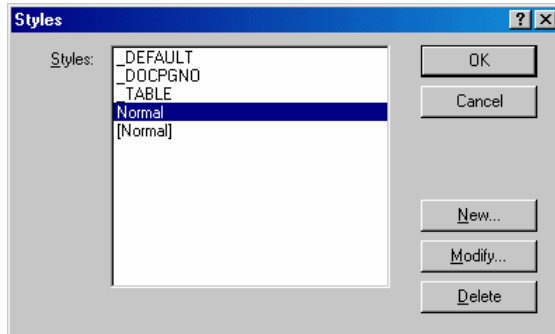 Styles
Styles:
_DEFAULT
_DOCPGNO
_TABLE
Normal
[Normal]
OK
Cancel
New...
Modify...
Delete